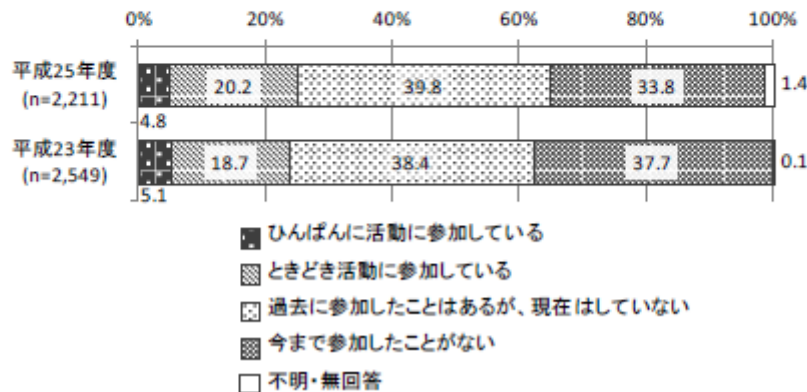 0% 20% 40% 60% 80% 100%
平成25年度
(n=2,211)
20.2 39.8 33.8 1.4
4.8
平成23年度
(n=2,549)
18.7 38.4 37.7 0.1
5.1
ひんぱんに活動に参加している
ときどき活動に参加している
過去に参加したことはあるが、現在はしていない
今まで参加したことがない
不明・無回答